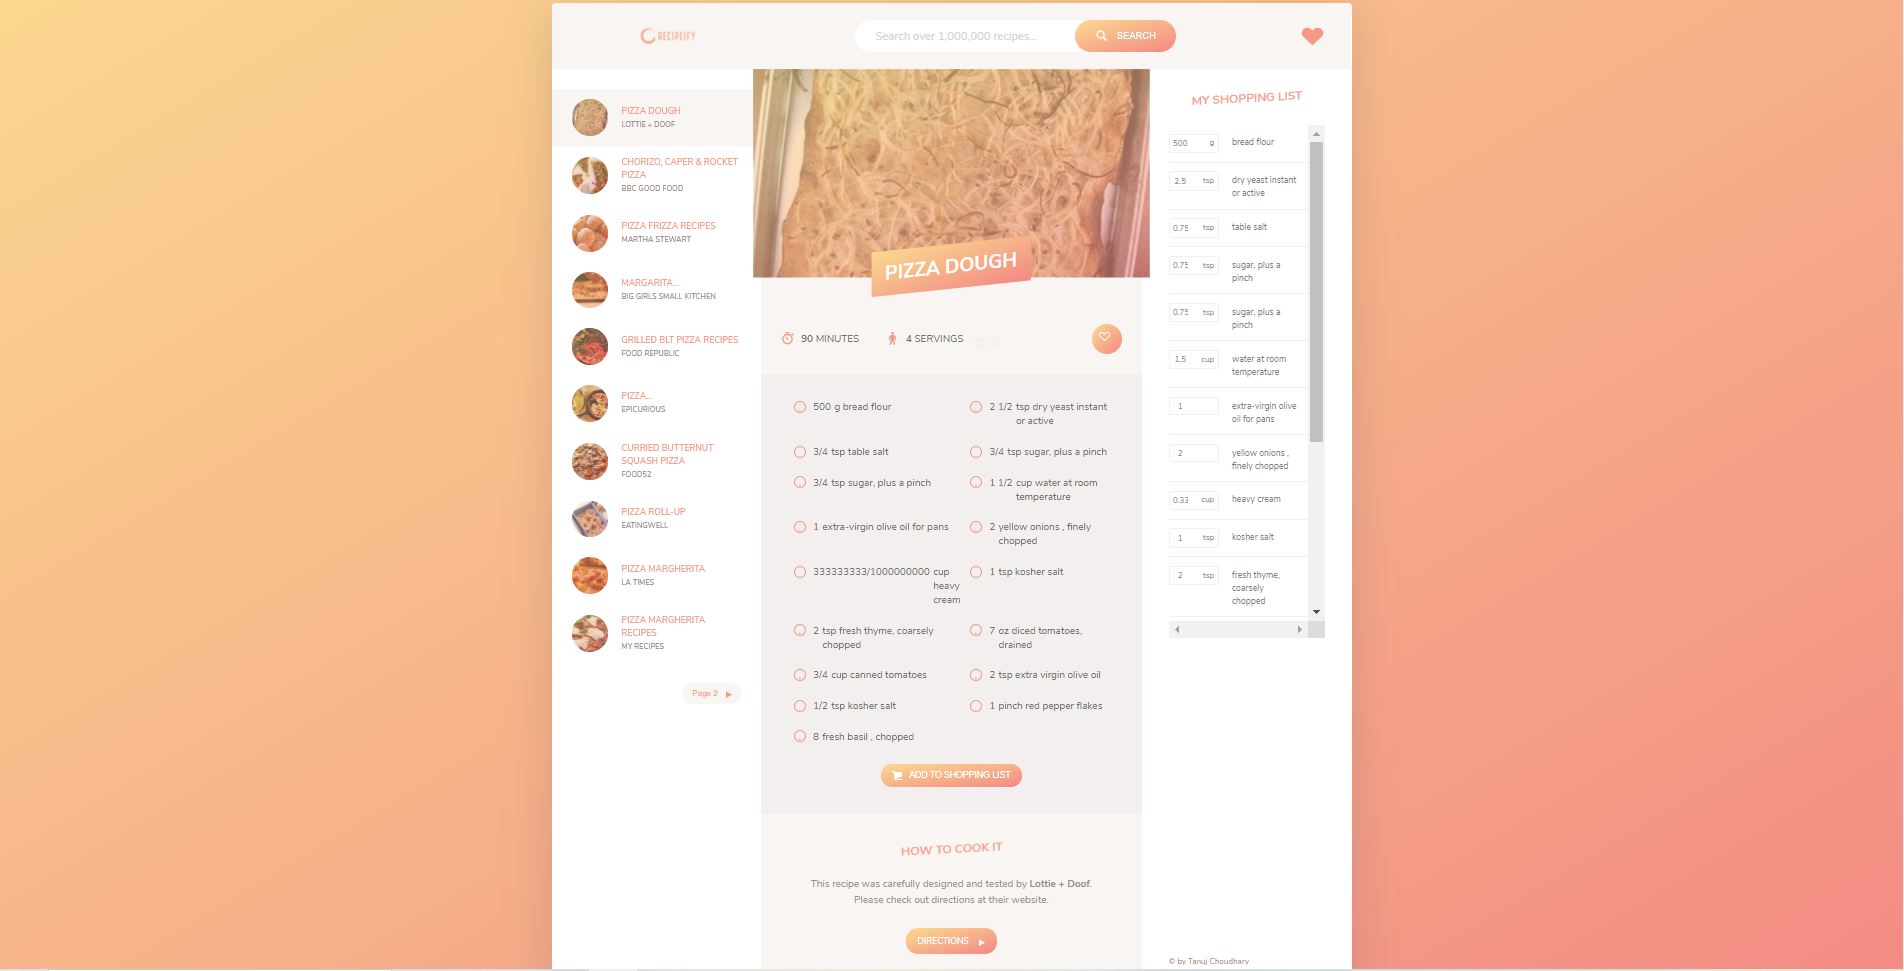 RECIPEIFY
Search over 1,000,000 recipes...
SEARCH
PIZZA DOUGH
LOTTIE + DOOF
CHORIZO, CAPER & ROCKET
PIZZA
BBC GOOD FOOD
PIZZA FRIZZA RECIPES
MARTHA STEWART
MARGARITA...
BIG GIRLS SMALL KITCHEN
GRILLED BLT PIZZA RECIPES
FOOD REPUBLIC
PIZZA...
EPICURIOUS
CURRIED BUTTERNUT
SQUASH PIZZA
FOOD52
PIZZA ROLL-UP
EATINGWELL
PIZZA MARGHERITA
LA TIMES
PIZZA MARGHERITA
RECIPES
MY RECIPES
Page 2
PIZZA DOUGH
90 MINUTES
4 SERVINGS
500 g bread flour
2 1/2 tsp dry yeast instant
or active
3/4 tsp table salt
3/4 tsp sugar, plus a pinch
3/4 tsp sugar, plus a pinch
1 1/2 cup water at room
temperature
1 extra-virgin olive oil for pans
2 yellow onions , finely
chopped
333333333/1000000000 cup
heavy
cream
1 tsp kosher salt
2 tsp fresh thyme, coarsely
chopped
7 oz diced tomatoes,
drained
3/4 cup canned tomatoes
2 tsp extra virgin olive oil
1/2 tsp kosher salt
1 pinch red pepper flakes
8 fresh basil , chopped
ADD TO SHOPPING LIST
HOW TO COOK IT
This recipe was carefully designed and tested by Lottie + Doof.
Please check out directions at their website.
DIRECTIONS
MY SHOPPING LIST
500 g bread flour
2.5 tsp dry yeast instant
or active
0.75 tsp table salt
0.75 tsp sugar, plus a
pinch
0.75 tsp sugar, plus a
pinch
1.5 cup water at room
temperature
1 extra-virgin olive
oil for pans
2 yellow onions ,
finely chopped
0.33 cup heavy cream
1 tsp kosher salt
2 tsp fresh thyme,
coarsely
chopped
© by Tanuj Choudhary